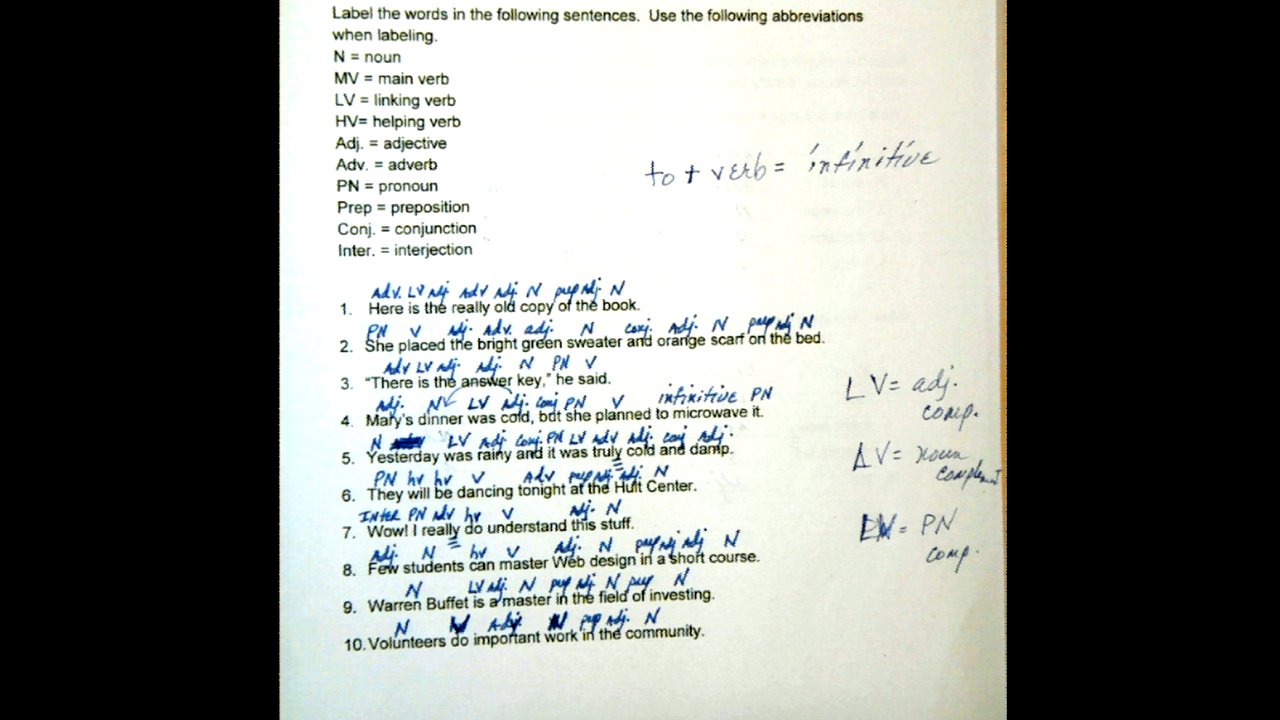 Label the words in the following sentences. Use the following abbreviations
when labeling.
N = noun
MV = main verb
LV = linking verb
HV= helping verb
Adj. = adjective
Adv. = adverb
to + verb = infinitive
PN = pronoun
Prep = preposition
Conj. = conjunction
Inter. = interjection
Adv. LV Adj. Adv Adj. N prep Adj. N
1. Here is the really old copy of the book.
PN V Adj. Adv. adj. N conj. Adj. N prep Adj N
2. She placed the bright green sweater and orange scarf on the bed.
Adv LV Adj. Adj. N PN V
3. "There is the answer key," he said.
LV = adj. comp.
Adj. N LV Adj. Conj PN V infinitive PN
4. Mary's dinner was cold, but she planned to microwave it.
N LV Adj Conj. PN LV Adv Adj. conj Adj.
5. Yesterday was rainy and it was truly cold and damp.
LV = noun
PN hv hv V Adv prep Adj Adj. N
6. They will be dancing tonight at the Hult Center.
Inter PN Adv hv V Adj. N
7. Wow! I really do understand this stuff.
= PN comp.
Adj. N hv V Adj. N prep Adj Adj N
8. Few students can master Web design in a short course.
N LV Adj. N prep Adj N prep N
9. Warren Buffet is a master in the field of investing.
N Adj N prep Adj. N
10. Volunteers do important work in the community.